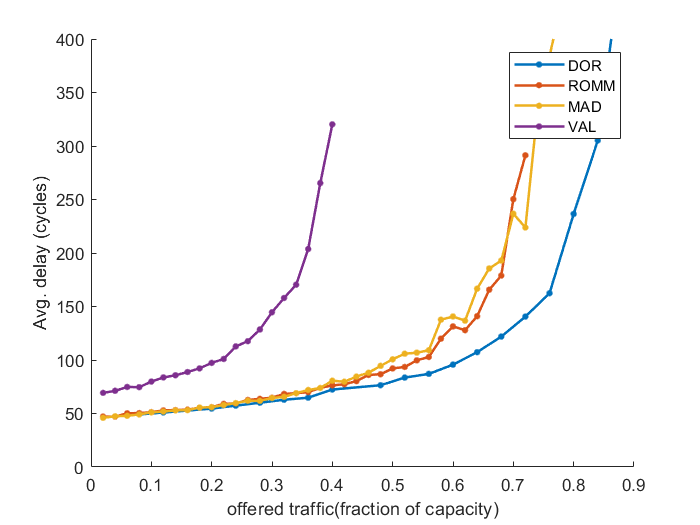 400
350
300
250
200
150
100
50
0
Avg. delay (cycles)
DOR
ROMM
MAD
VAL
0 0.1 0.2 0.3 0.4 0.5 0.6 0.7 0.8 0.9
offered traffic(fraction of capacity)